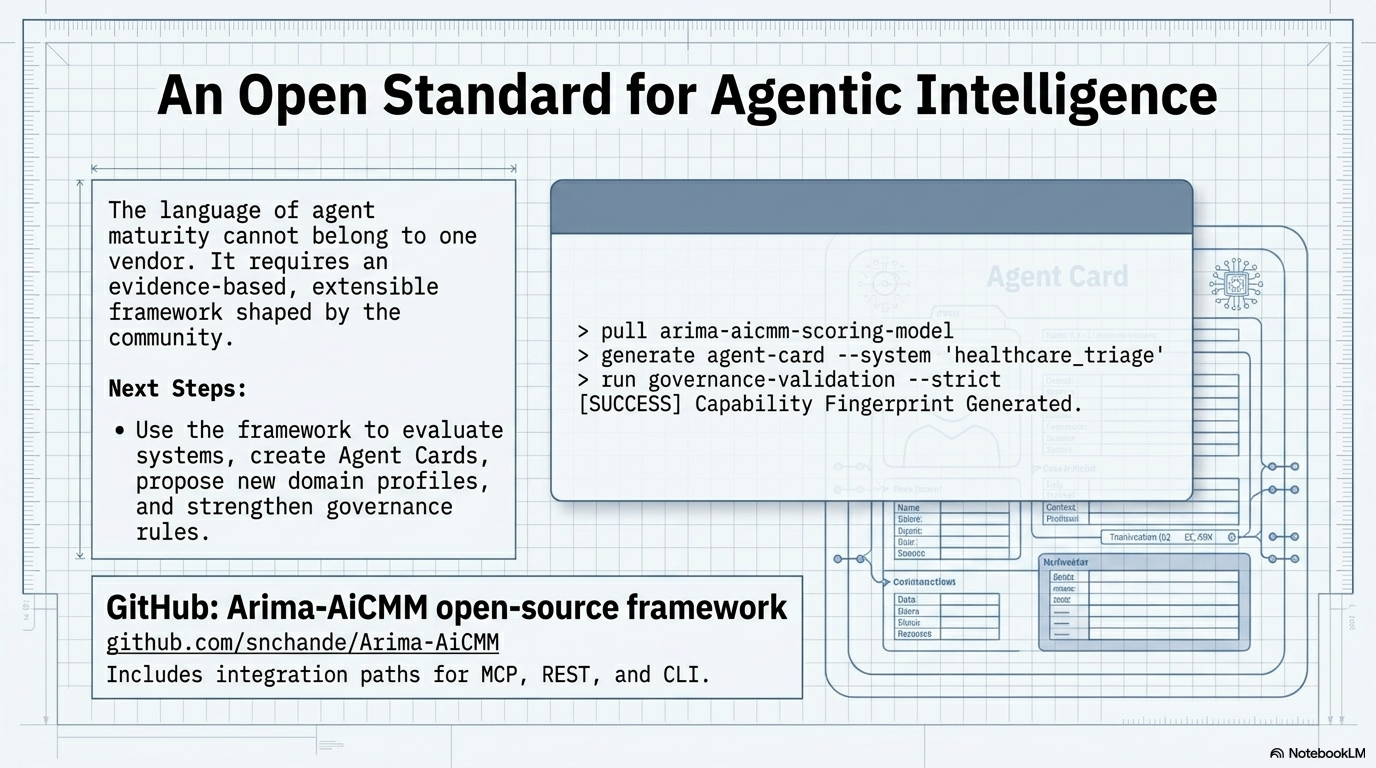 An Open Standard for Agentic Intelligence
The language of agent
maturity cannot belong to one
vendor. It requires an
evidence-based, extensible
framework shaped by the
community.
Next Steps:
• Use the framework to evaluate
systems, create Agent Cards,
propose new domain profiles,
and strengthen governance
rules.
Agent Card
> pull arima-aicmm-scoring-model
> generate agent-card --system 'healthcare_triage'
> run governance-validation --strict
[SUCCESS] Capability Fingerprint Generated.
Name
Context
Data
GitHub: Arima-AiCMM open-source framework
github.com/snchande/Arima-AiCMM
Includes integration paths for MCP, REST, and CLI.
NotebookLM